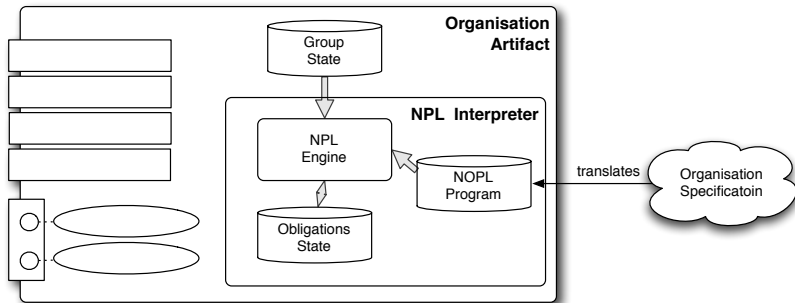 Organisation
Artifact
Group
State
NPL Interpreter
NPL
Engine
NOPL
Program
translates
Organisation
Specificatoin
Obligations
State